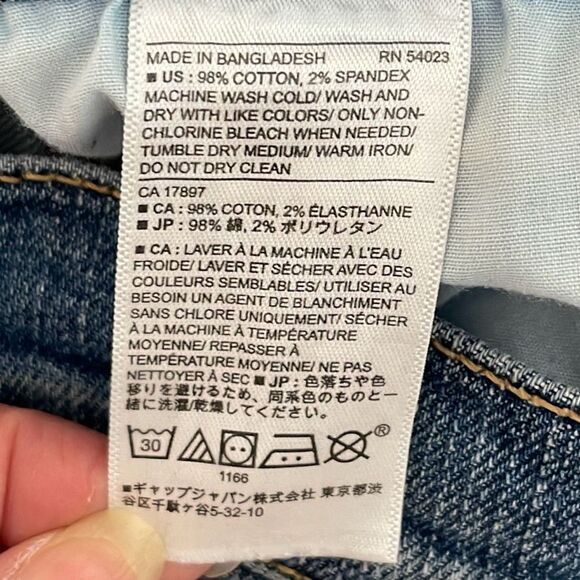 MADE IN BANGLADESH RN 54023
■ US : 98% COTTON, 2% SPANDEX
MACHINE WASH COLD/ WASH AND
DRY WITH LIKE COLORS/ ONLY NON-
CHLORINE BLEACH WHEN NEEDED/
TUMBLE DRY MEDIUM/ WARM IRON/
DO NOT DRY CLEAN
CA 17897
■ CA : 98% COTON, 2% ÉLASTHANNE
■ JP : 98% 綿, 2% ポリウレタン
■ CA : LAVER À LA MACHINE À L'EAU
FROIDE/ LAVER ET SÉCHER AVEC DES
COULEURS SEMBLABLES/ UTILISER AU
BESOIN UN AGENT DE BLANCHIMENT
SANS CHLORE UNIQUEMENT/ SÉCHER
À LA MACHINE À TEMPÉRATURE
MOYENNE/ REPASSER À
TEMPÉRATURE MOYENNE/ NE PAS
NETTOYER À SEC ■ JP : 色落ちや色
移りを避けるため、同系色のものと一
緒に洗濯/乾燥してください。
30 ®
1166
■ギャップジャパン株式会社 東京都渋
谷区千駄ヶ谷5-32-10